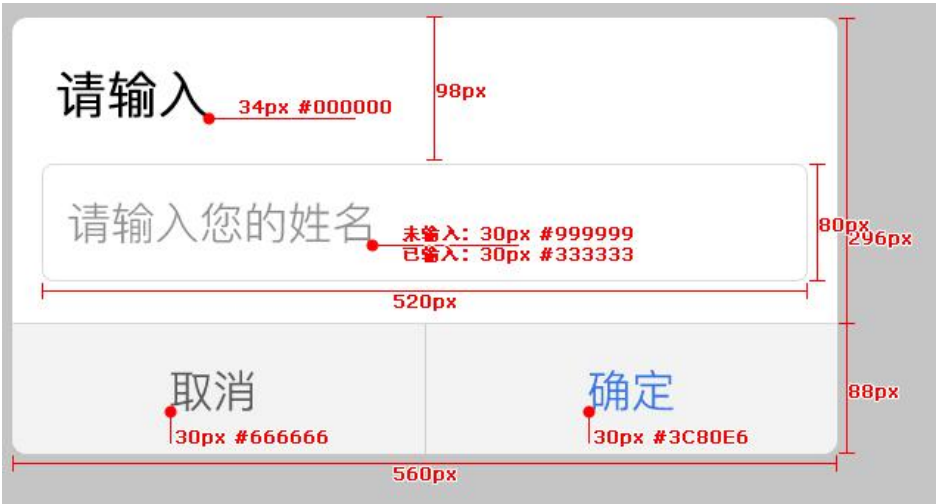 请输入
34px #000000
98px
请输入您的姓名
未输入：30px #999999
已输入：30px #333333
80px
296px
520px
取消
30px #666666
确定
30px #3C80E6
88px
560px